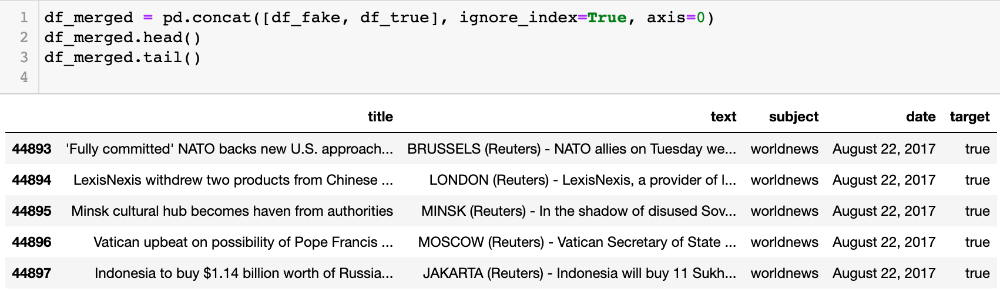 1 df_merged = pd.concat([df_fake, df_true], ignore_index=True, axis=0)
2 df_merged.head()
3 df_merged.tail()
4
title text subject date target
44893 'Fully committed' NATO backs new U.S. approach... BRUSSELS (Reuters) - NATO allies on Tuesday we... worldnews August 22, 2017 true
44894 LexisNexis withdrew two products from Chinese ... LONDON (Reuters) - LexisNexis, a provider of l... worldnews August 22, 2017 true
44895 Minsk cultural hub becomes haven from authorities MINSK (Reuters) - In the shadow of disused Sov... worldnews August 22, 2017 true
44896 Vatican upbeat on possibility of Pope Francis ... MOSCOW (Reuters) - Vatican Secretary of State ... worldnews August 22, 2017 true
44897 Indonesia to buy $1.14 billion worth of Russia... JAKARTA (Reuters) - Indonesia will buy 11 Sukh... worldnews August 22, 2017 true